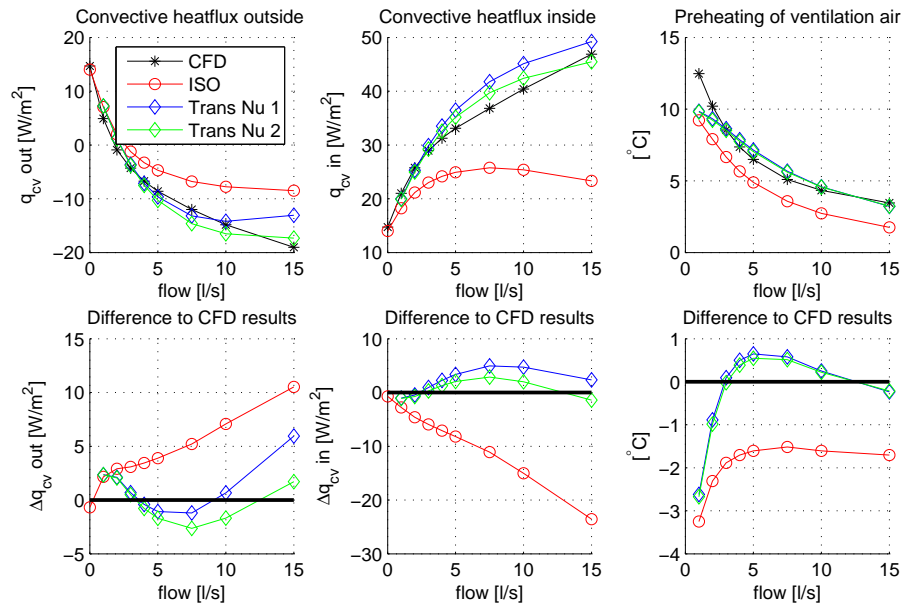 Convective heatflux outside
20
10
0
−10
−20
q_cv out [W/m²]
0 5 10 15
flow [l/s]
CFD
ISO
Trans Nu 1
Trans Nu 2
Convective heatflux inside
50
40
30
20
10
q_cv in [W/m²]
0 5 10 15
flow [l/s]
Preheating of ventilation air
15
10
5
0
[°C]
0 5 10 15
flow [l/s]
Difference to CFD results
15
10
5
0
−5
Δq_cv out [W/m²]
0 5 10 15
flow [l/s]
Difference to CFD results
10
0
−10
−20
−30
Δq_cv in [W/m²]
0 5 10 15
flow [l/s]
Difference to CFD results
1
0
−1
−2
−3
−4
[°C]
0 5 10 15
flow [l/s]